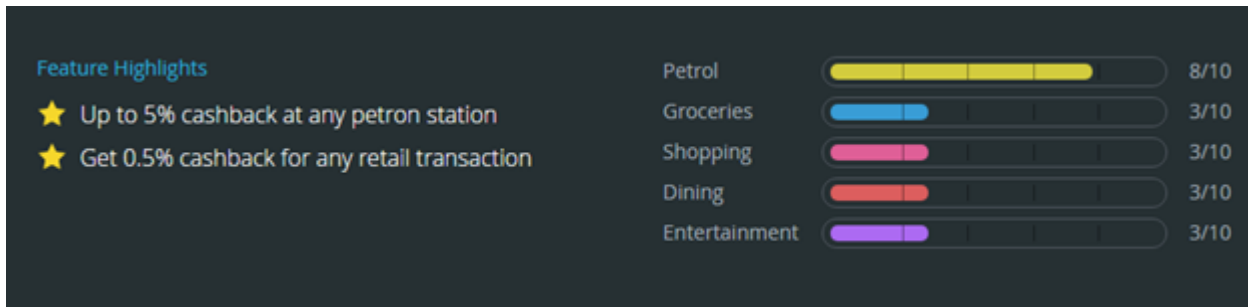 Feature Highlights
Up to 5% cashback at any petron station
Get 0.5% cashback for any retail transaction
Petrol 8/10
Groceries 3/10
Shopping 3/10
Dining 3/10
Entertainment 3/10